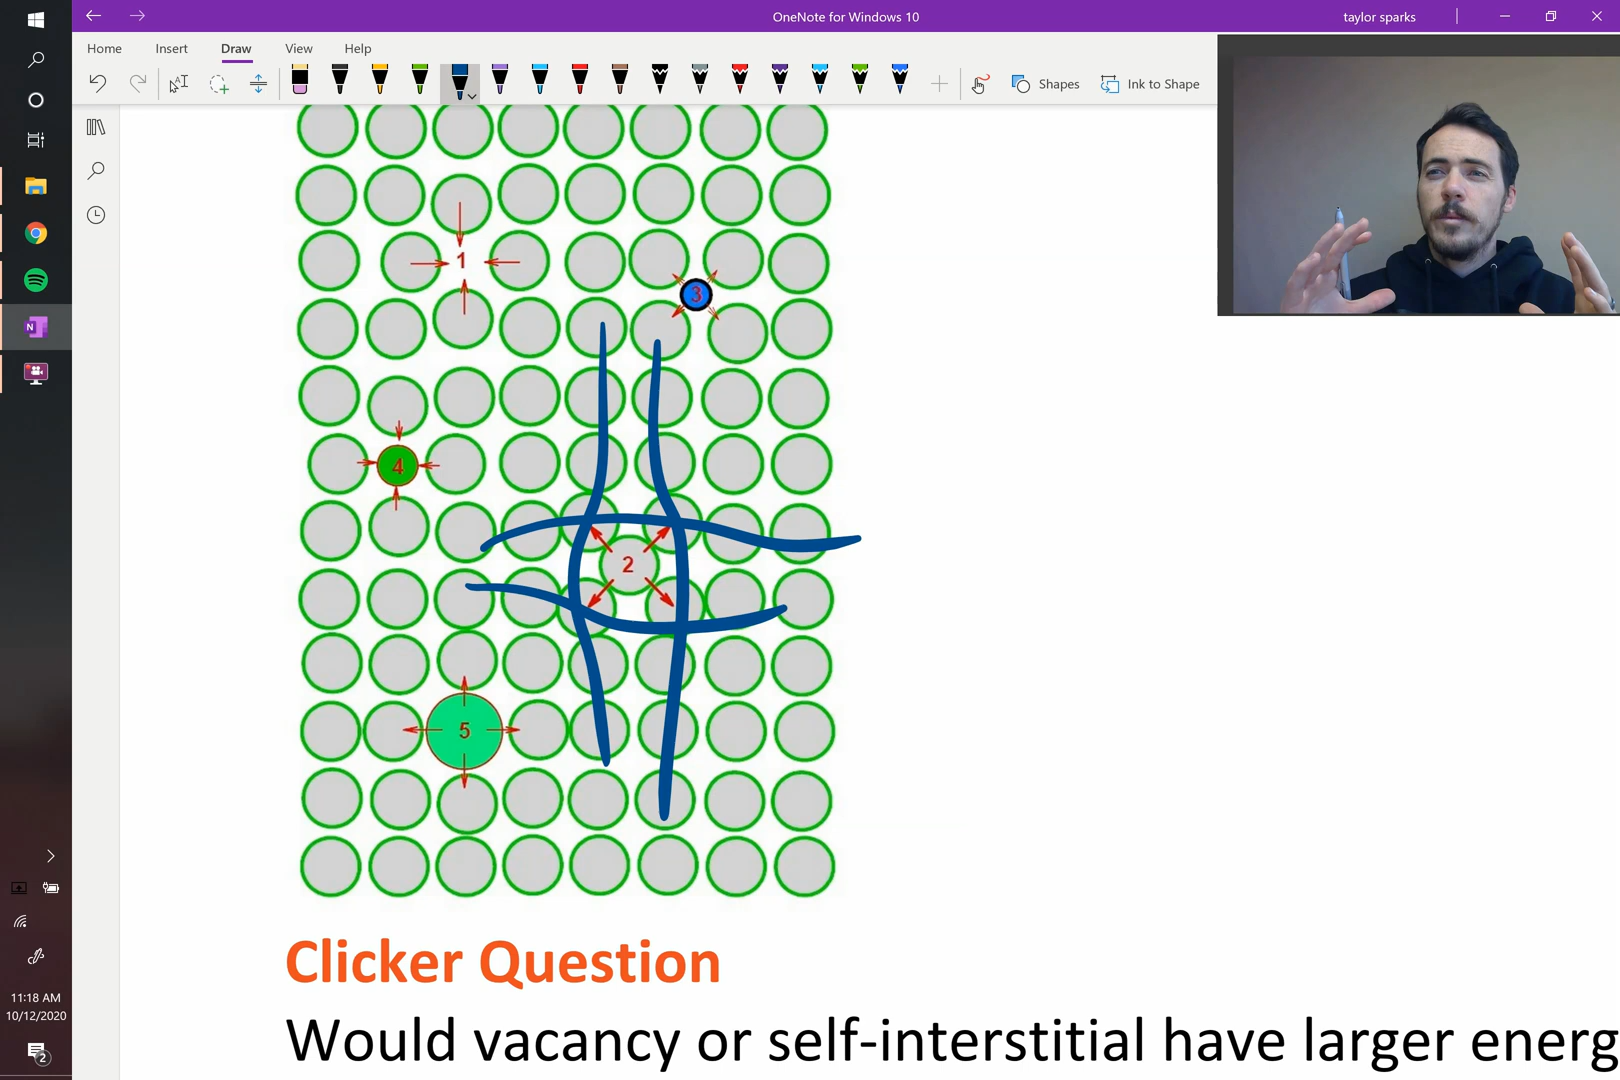 OneNote for Windows 10
taylor sparks
Home Insert Draw View Help
Shapes
Ink to Shape
1
3
4
2
5
Clicker Question
Would vacancy or self-interstitial have larger energ
11:18 AM
10/12/2020
2